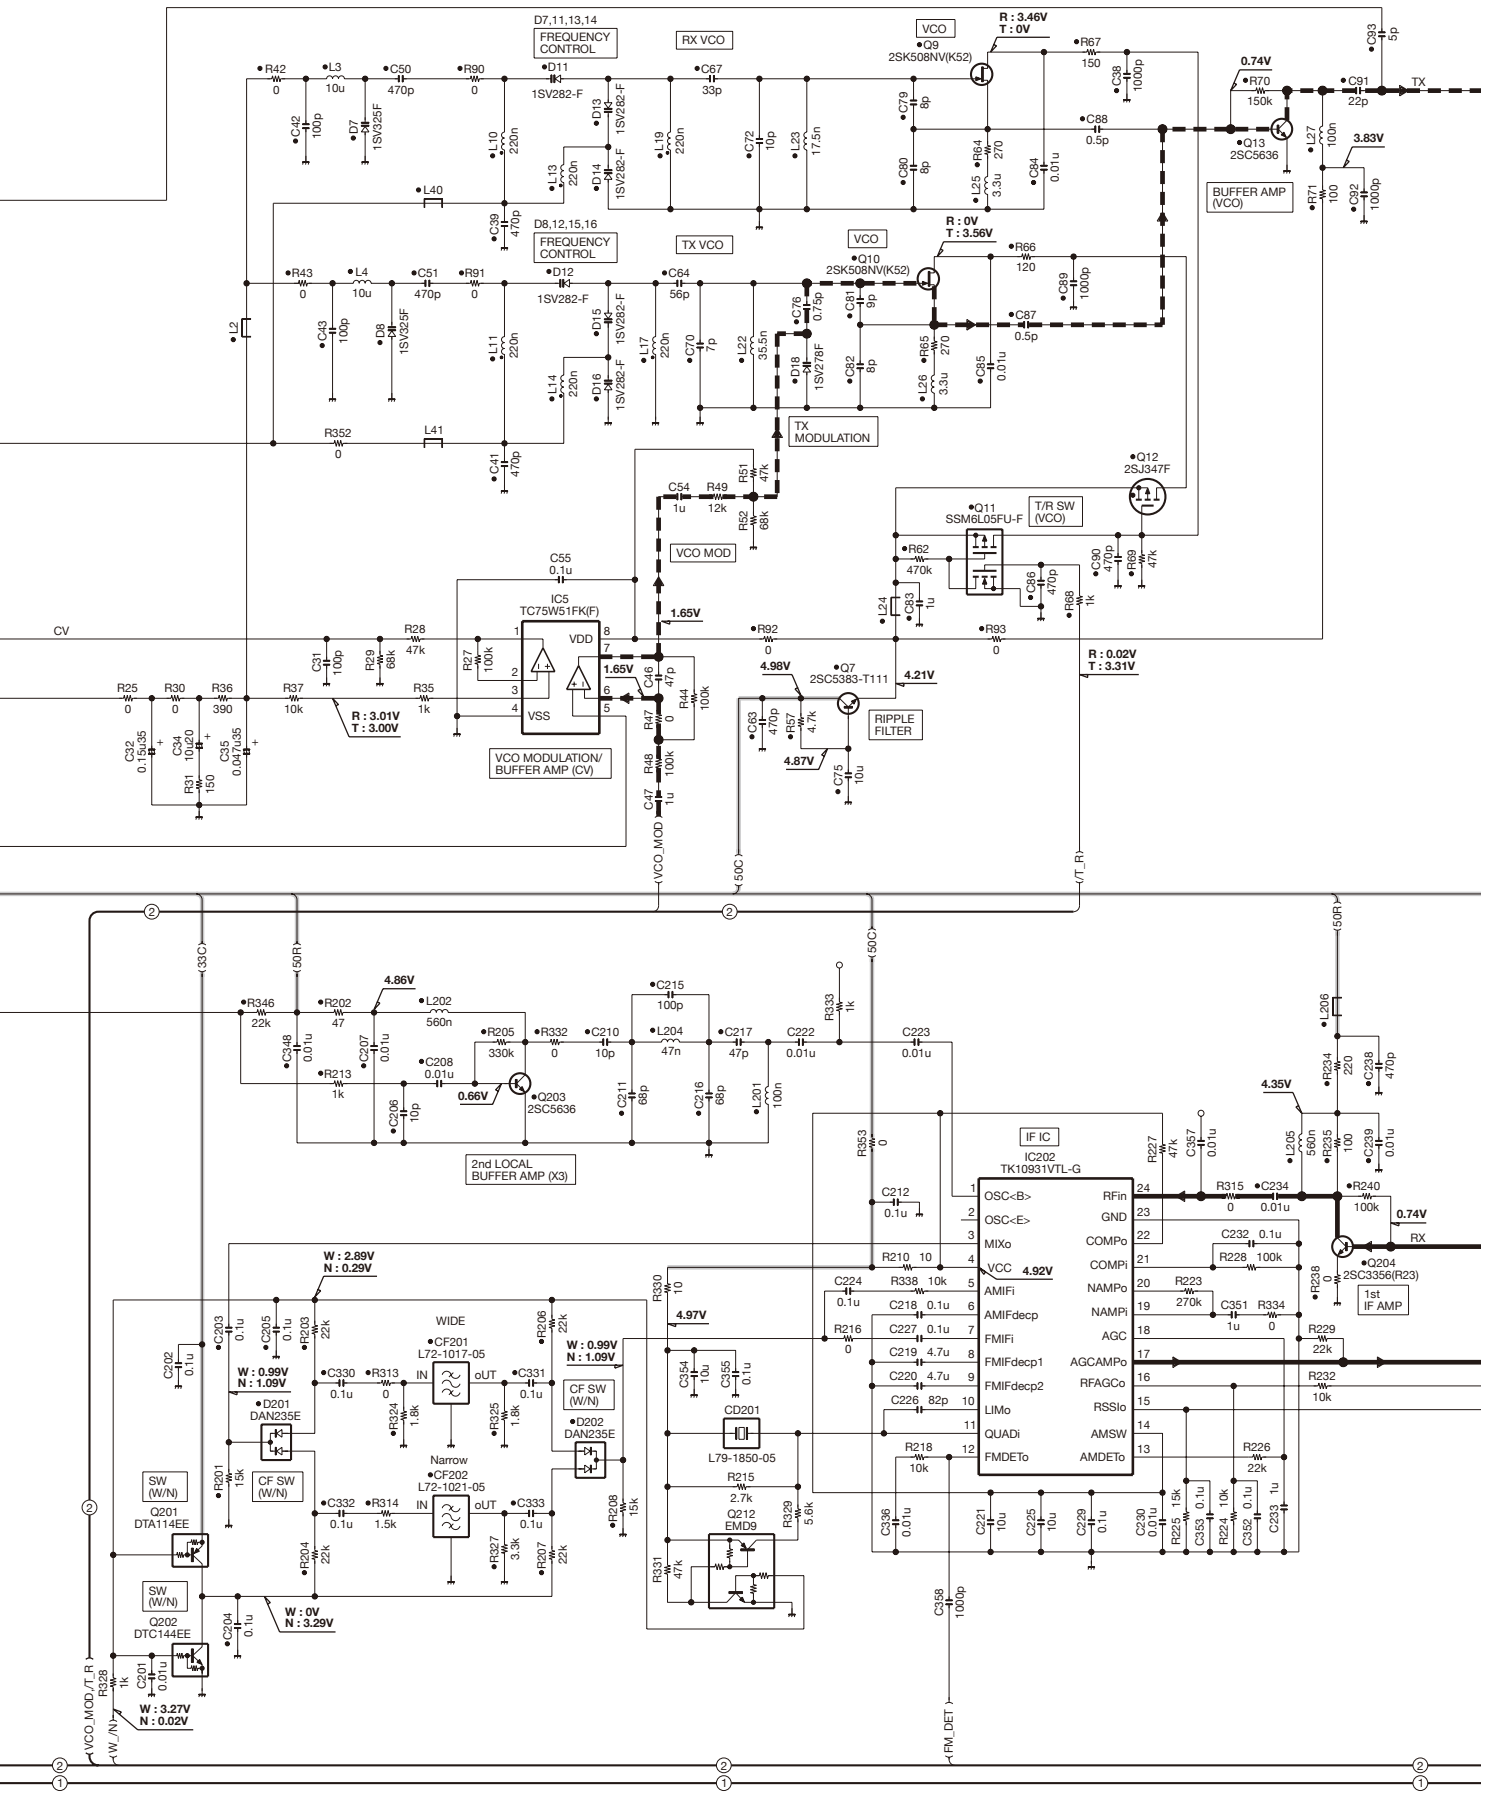 D7,11,13,14
FREQUENCY
CONTROL
RX VCO
VCO
R : 3.46V
T : 0V
•R42
0
•L3
10u
•C50
470p
•R90
0
•D11
1SV282-F
•C67
33p
•Q9
2SK508NV(K52)
•R67
150
•C93
5p
•C38
1000p
0.74V
•R70
150k
•C91
22p
TX
•C42
100p
•D7
1SV325F
•L10
220n
•L13
220n
•D13
1SV282-F
•D14
1SV282-F
•L19
220n
•C72
10p
•L23
17.5n
•C79
8p
•C80
8p
•R64
270
•L25
3.3u
•C84
0.01u
•C88
0.5p
•Q13
2SC5636
•L27
100n
3.83V
•R71
100
•C92
1000p
BUFFER AMP
(VCO)
•L40
•C39
470p
D8,12,15,16
FREQUENCY
CONTROL
TX VCO
VCO
R : 0V
T : 3.56V
•R43
0
•L4
10u
•C51
470p
•R91
0
•D12
1SV282-F
•C64
56p
•Q10
2SK508NV(K52)
•R66
120
•C89
1000p
•L2
•C43
100p
•D8
1SV325F
•L11
220n
•L14
220n
•D15
1SV282-F
•D16
1SV282-F
•L17
220n
•C70
7p
•L22
35.5n
•C76
0.75p
•D18
1SV278F
•C81
9p
•C82
8p
•R65
270
•L26
3.3u
•C85
0.01u
•C87
0.5p
TX
MODULATION
R352
0
L41
•C41
470p
R51
47k
C54
1u
R49
12k
R52
68k
VCO MOD
•Q12
2SJ347F
•Q11
SSM6L05FU-F
T/R SW
(VCO)
•R62
470k
•C90
470p
•R69
47k
•C86
470p
•R68
1k
•L24
•C83
1u
C55
0.1u
IC5
TC75W51FK(F)
1.65V
CV
R28
47k
C31
100p
R29
68k
R27
100k
1
2
3
4
VSS
VDD
8
7
6
5
1.65V
C46
47p
R44
100k
R47
0
•R92
0
•R93
0
R : 0.02V
T : 3.31V
4.98V
•Q7
2SC5383-T111
4.21V
R25
0
R30
0
R36
390
R37
10k
R35
1k
R : 3.01V
T : 3.00V
C32
0.15u35
+
C34
10u20
+
C35
0.047u35
+
R31
150
VCO MODULATION/
BUFFER AMP (CV)
R48
100k
C47
1u
•C63
470p
•R57
4.7k
RIPPLE
FILTER
4.87V
•C75
10u
(VCO_MOD)
(50C)
(/T_R)
2
2
(33C)
(50R)
(50C)
(50R)
•R346
22k
•R202
47
4.86V
•L202
560n
•C215
100p
R333
1k
•L206
•C348
0.01u
•C207
0.01u
•R205
330k
•R332
0
•C210
10p
•L204
47n
•C217
47p
C222
0.01u
C223
0.01u
•R234
220
•C238
470p
•R213
1k
•C208
0.01u
0.66V
•Q203
2SC5636
•C206
10p
•C211
68p
•C216
68p
•L201
100n
4.35V
•R353
0
IF IC
IC202
TK10931VTL-G
R227
47k
C357
0.01u
•L205
560n
•R235
100
•C239
0.01u
2nd LOCAL
BUFFER AMP (X3)
C212
0.1u
1
OSC<B>
2
OSC<E>
3
MIXo
4
VCC
5
AMIFi
6
AMIFdecp
7
FMIFi
8
FMIFdecp1
9
FMIFdecp2
10
LIMo
11
QUADi
12
FMDETo
RFin
24
GND
23
COMPo
22
COMPi
21
NAMPo
20
NAMPi
19
AGC
18
AGCAMPo
17
RFAGCo
16
RSSIo
15
AMSW
14
AMDETo
13
R315
0
•C234
0.01u
•R240
100k
0.74V
RX
C232 0.1u
R228 100k
•R238
0
•Q204
2SC3356(R23)
1st
IF AMP
R223
270k
C351
1u
R334
0
R229
22k
R232
10k
W : 2.89V
N : 0.29V
R210 10
4.92V
R330
10
C224
0.1u
R338 10k
C218 0.1u
4.97V
R216
0
C227 0.1u
C219 4.7u
C220 4.7u
C226 82p
WIDE
•C203
0.1u
•C205
0.1u
•R203
22k
•R206
22k
•CF201
L72-1017-05
W : 0.99V
N : 1.09V
C202
0.1u
W : 0.99V
N : 1.09V
•C330
0.1u
•R313
0
IN
oUT
•C331
0.1u
CF SW
(W/N)
C354
10u
C355
0.1u
•D201
DAN235E
•R324
1.8k
•R325
1.8k
•D202
DAN235E
CD201
L79-1850-05
R218
10k
R226
22k
•R201
15k
CF SW
(W/N)
Narrow
•CF202
L72-1021-05
SW
(W/N)
Q201
DTA114EE
•C332
0.1u
•R314
1.5k
IN
oUT
•C333
0.1u
•R208
15k
R215
2.7k
Q212
EMD9
R329
5.6k
•R204
22k
•R327
3.3k
•R207
22k
R331
47k
C336
0.01u
C221
10u
C225
10u
C229
0.1u
C230
0.01u
R225
15k
C353
0.1u
R224
10k
C352
0.1u
C233
1u
2
SW
(W/N)
Q202
DTC144EE
•C204
0.1u
W : 0V
N : 3.29V
C358
1000p
R328
1k
C201
0.01u
W : 3.27V
N : 0.02V
(VCO_MOD,/T_R)
(W_/N)
(FM_DET)
2
2
2
1
1
1